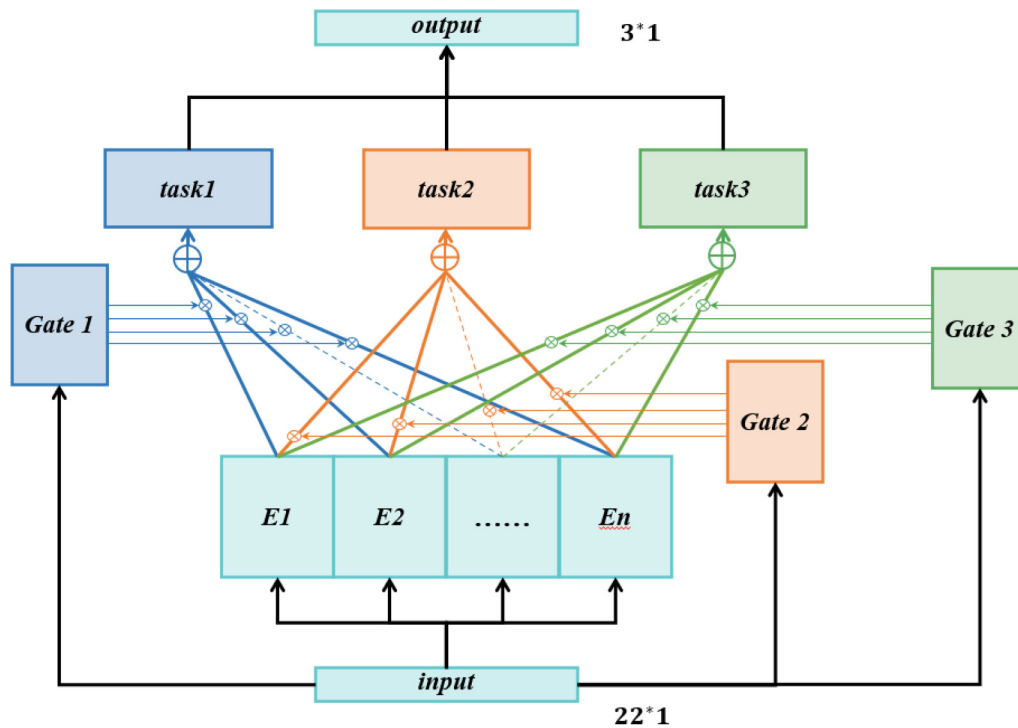 output
3*1
task1
task2
task3
Gate 1
Gate 3
Gate 2
E1
E2
......
En
input
22*1